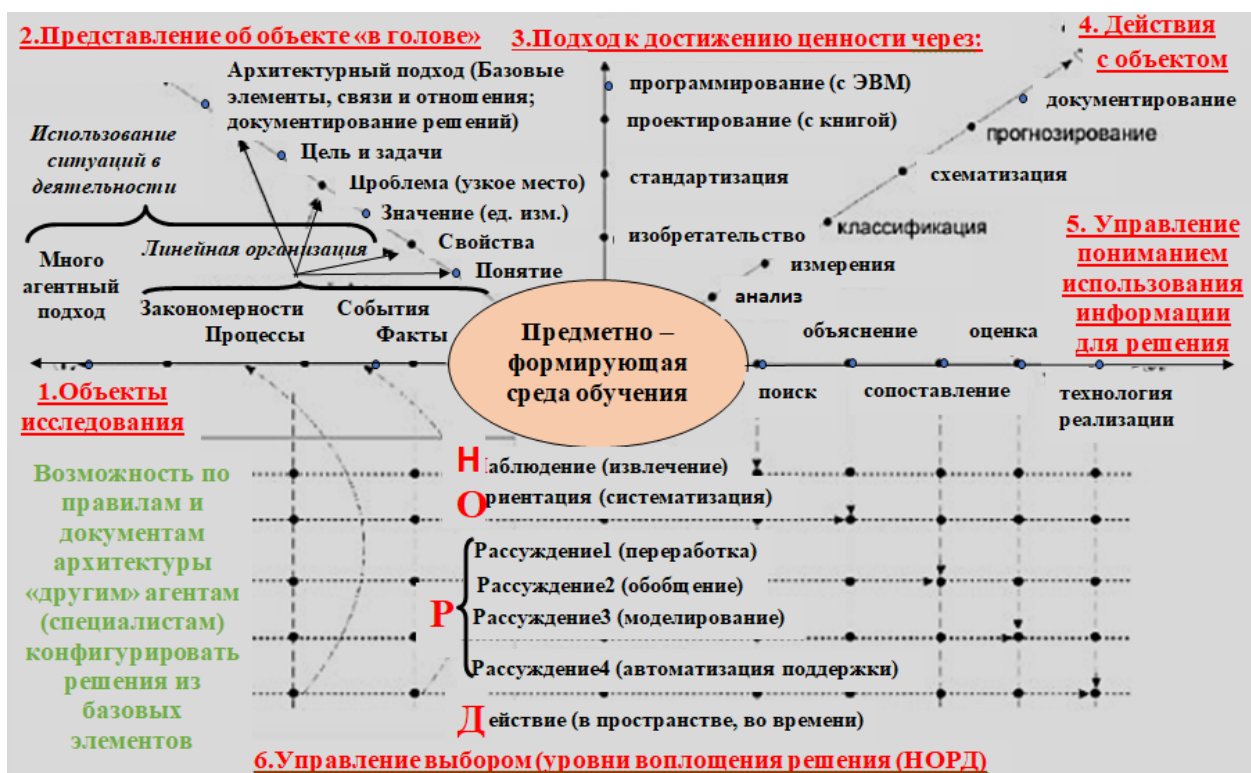 2.Представление об объекте «в голове»
3.Подход к достижению ценности через:
4. Действия
с объектом
Архитектурный подход (Базовые
элементы, связи и отношения;
документирование решений)
Использование
ситуаций в
деятельности
Цель и задачи
Проблема (узкое место)
Значение (ед. изм.)
Свойства
Понятие
Линейная организация
Много
агентный
подход
Закономерности
Процессы
События
Факты
программирование (с ЭВМ)
проектирование (с книгой)
стандартизация
изобретательство
документирование
прогнозирование
схематизация
классификация
измерения
анализ
5. Управление
пониманием
использования
информации
для решения
Предметно –
формирующая
среда обучения
объяснение
оценка
поиск
сопоставление
технология
реализации
1.Объекты
исследования
Возможность по
правилам и
документам
архитектуры
«другим» агентам
(специалистам)
конфигурировать
решения из
базовых
элементов
Наблюдение (извлечение)
Ориентация (систематизация)
Р
Рассуждение1 (переработка)
Рассуждение2 (обобщение)
Рассуждение3 (моделирование)
Рассуждение4 (автоматизация поддержки)
Действие (в пространстве, во времени)
6.Управление выбором (уровни воплощения решения (НОРД)